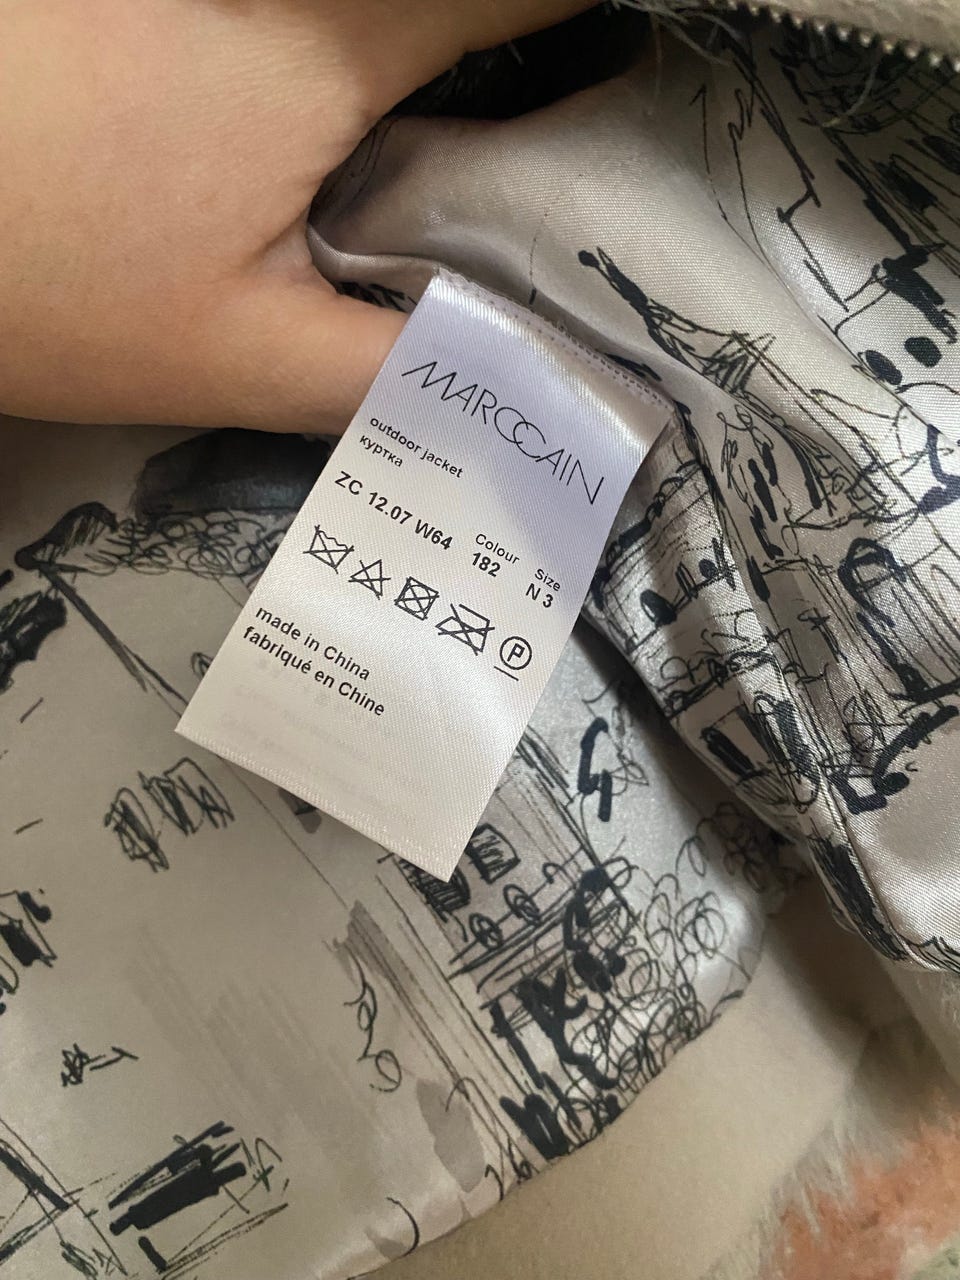 MARCCAIN
outdoor jacket
куртка
ZC 12.07 W64
Colour
182
Size
N 3
P
made in China
fabriqué en Chine